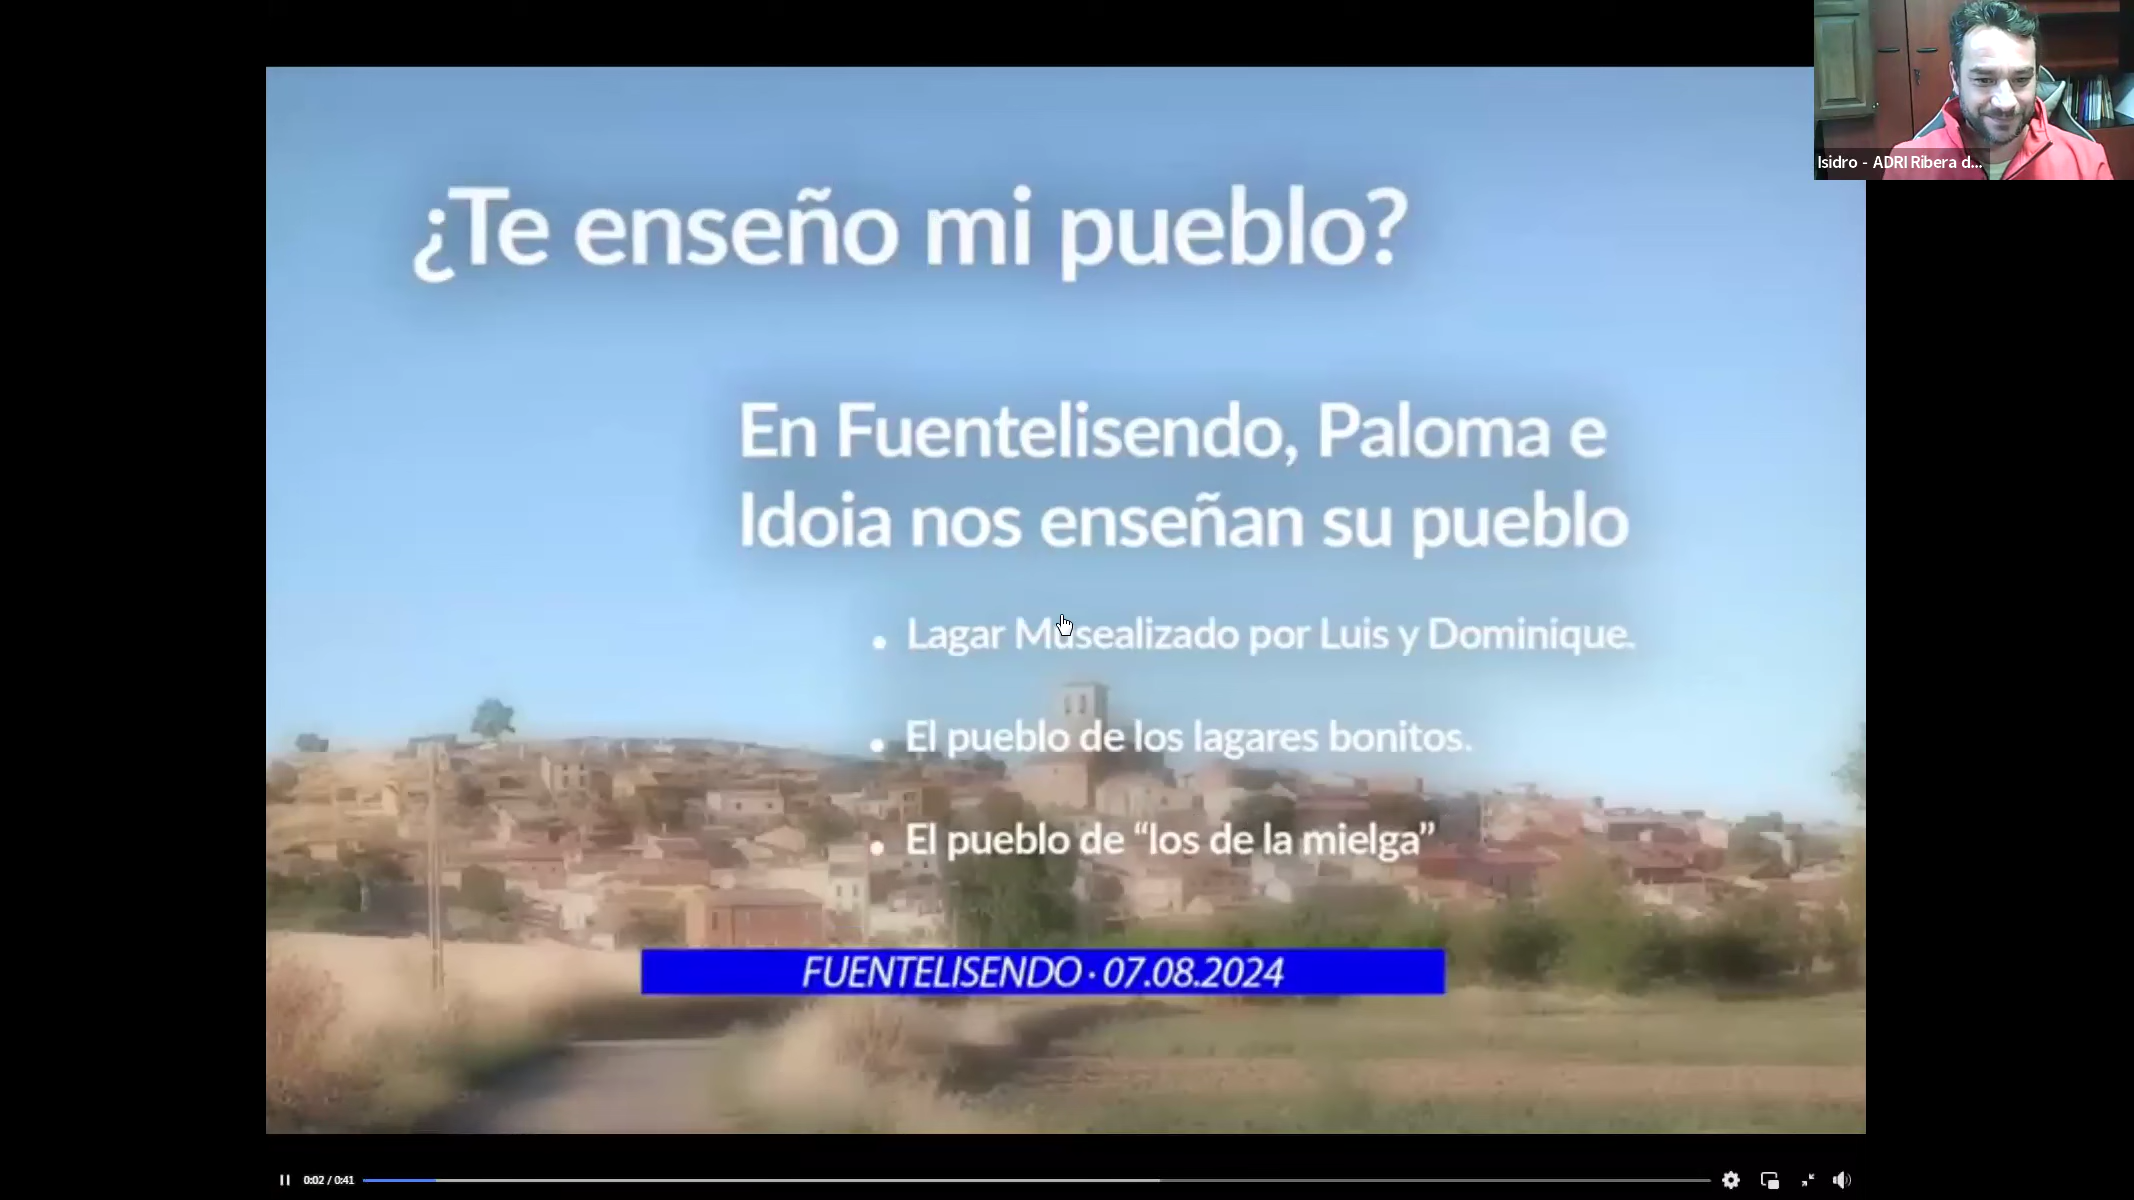 Isidro - ADRI Ribera d...
¿Te enseño mi pueblo?
En Fuentelisendo, Paloma e
Idoia nos enseñan su pueblo
• Lagar Musealizado por Luis y Dominique.
• El pueblo de los lagares bonitos.
• El pueblo de “los de la mielga”
FUENTELISENDO · 07.08.2024
0:02 / 0:41